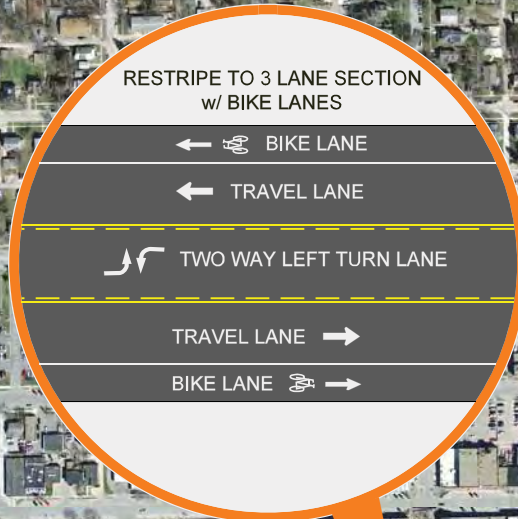 RESTRIPE TO 3 LANE SECTION
w/ BIKE LANES
BIKE LANE
TRAVEL LANE
TWO WAY LEFT TURN LANE
TRAVEL LANE
BIKE LANE